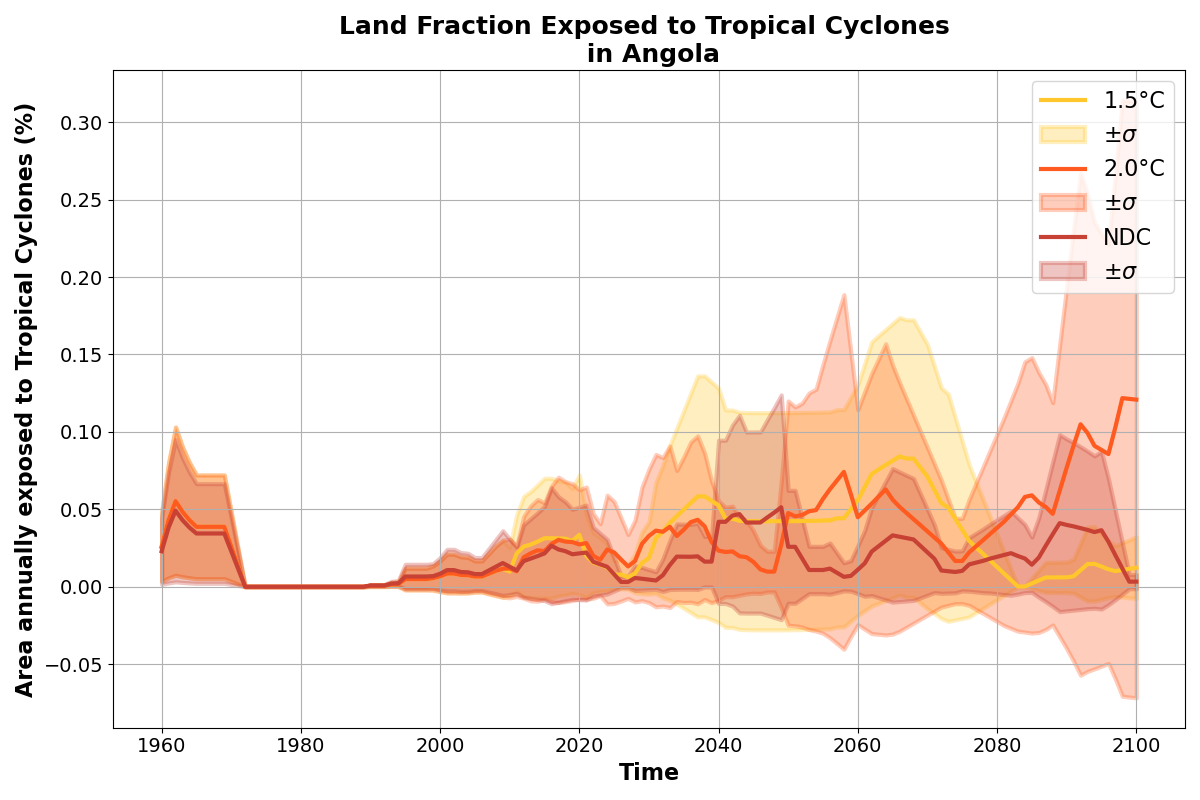 Land Fraction Exposed to Tropical Cyclones
in Angola
Area annually exposed to Tropical Cyclones (%)
0.30
0.25
0.20
0.15
0.10
0.05
0.00
−0.05
1.5°C
±σ
2.0°C
±σ
NDC
±σ
1960
1980
2000
2020
2040
2060
2080
2100
Time